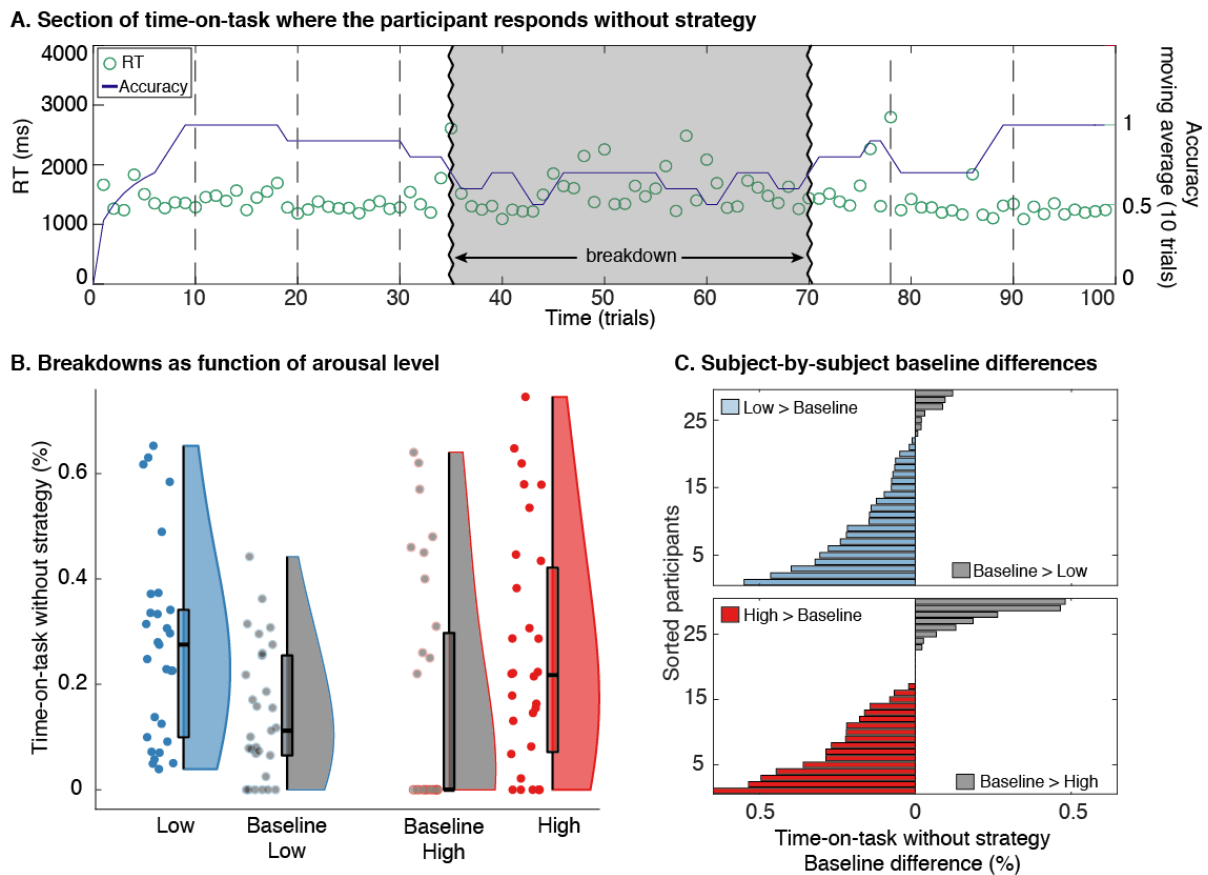 A. Section of time-on-task where the participant responds without strategy
4000
3000
2000
1000
0
RT (ms)
RT
Accuracy
breakdown
1
0.5
0
Accuracy
moving average (10 trials)
0 10 20 30 40 50 60 70 80 90 100
Time (trials)
B. Breakdowns as function of arousal level
Time-on-task without strategy (%)
0.6
0.4
0.2
0
Low
Baseline
Low
Baseline
High
High
C. Subject-by-subject baseline differences
Low > Baseline
Baseline > Low
25
15
5
High > Baseline
Baseline > High
25
15
5
Sorted participants
0.5 0 0.5
Time-on-task without strategy
Baseline difference (%)